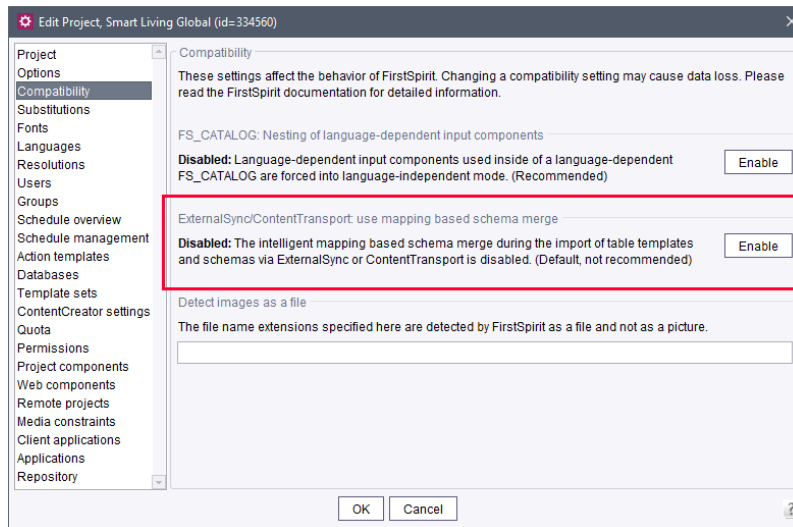 Edit Project, Smart Living Global (id=334560)
Project
Options
Compatibility
Substitutions
Fonts
Languages
Resolutions
Users
Groups
Schedule overview
Schedule management
Action templates
Databases
Template sets
ContentCreator settings
Quota
Permissions
Project components
Web components
Remote projects
Media constraints
Client applications
Applications
Repository
Compatibility
These settings affect the behavior of FirstSpirit. Changing a compatibility setting may cause data loss. Please
read the FirstSpirit documentation for detailed information.
FS_CATALOG: Nesting of language-dependent input components
Disabled: Language-dependent input components used inside of a language-dependent
FS_CATALOG are forced into language-independent mode. (Recommended)
Enable
ExternalSync/ContentTransport: use mapping based schema merge
Disabled: The intelligent mapping based schema merge during the import of table templates
and schemas via ExternalSync or ContentTransport is disabled. (Default, not recommended)
Enable
Detect images as a file
The file name extensions specified here are detected by FirstSpirit as a file and not as a picture.
OK
Cancel